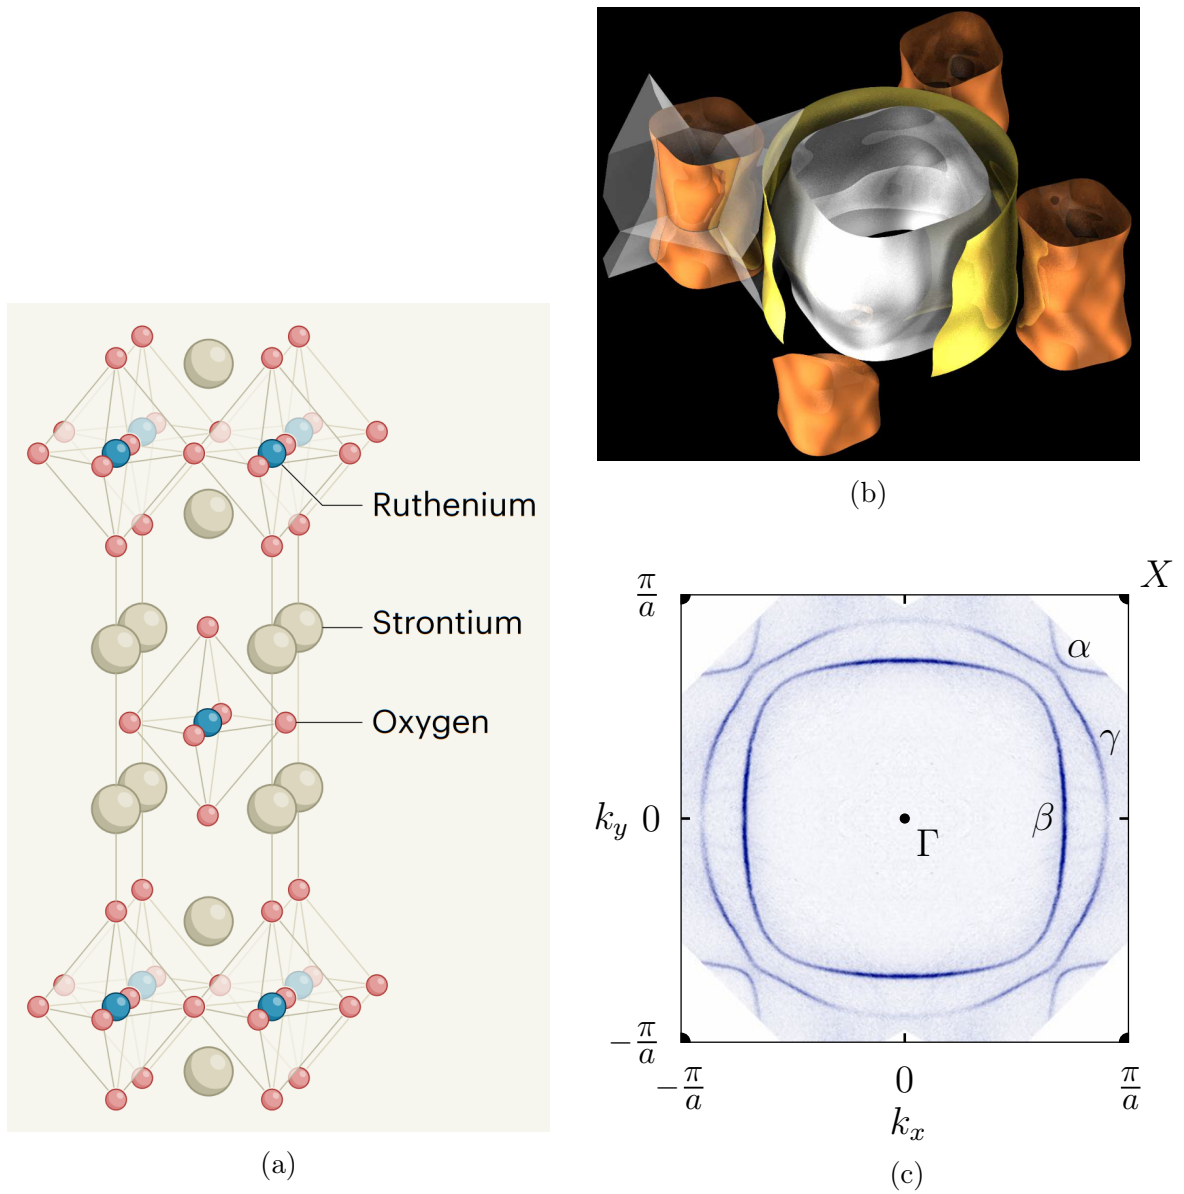 Ruthenium
Strontium
Oxygen
(a)
(b)
π/a
X
α
γ
k_y 0
β
Γ
−π/a
−π/a
0
π/a
k_x
(c)